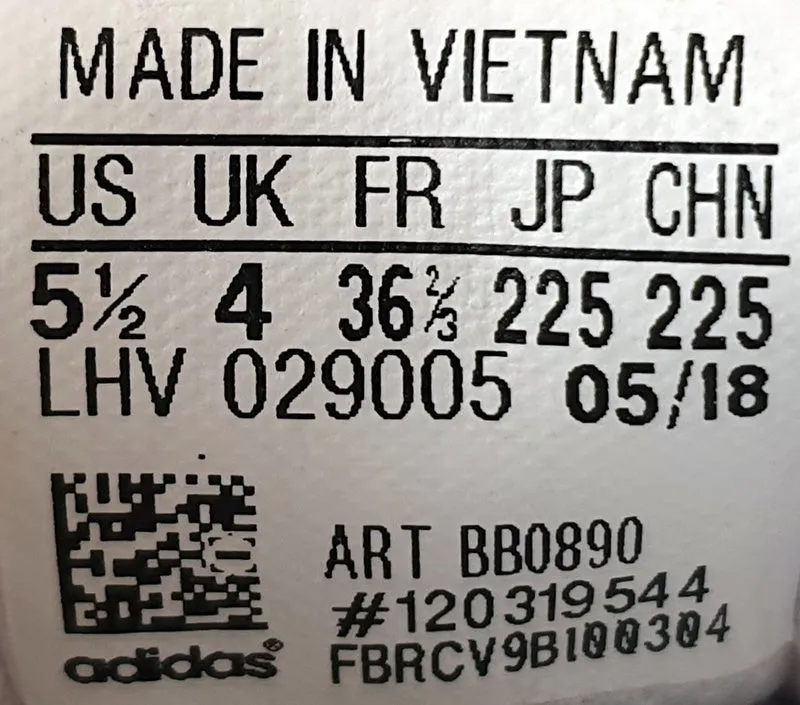 MADE IN VIETNAM
US UK FR JP CHN
5½ 4 36⅔ 225 225
LHV 029005 05/18
ART BB0890
#120319544
FBRCV9B100304
adidas®